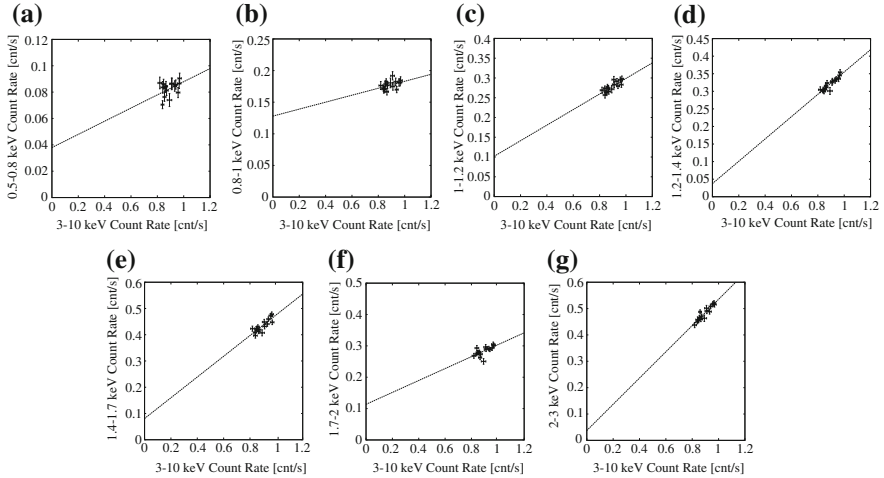 (a)
0.5-0.8 keV Count Rate [cnt/s]
0.12
0.1
0.08
0.06
0.04
0.02
0
0 0.2 0.4 0.6 0.8 1 1.2
3-10 keV Count Rate [cnt/s]
(b)
0.8-1 keV Count Rate [cnt/s]
0.25
0.2
0.15
0.1
0.05
0
0 0.2 0.4 0.6 0.8 1 1.2
3-10 keV Count Rate [cnt/s]
(c)
1-1.2 keV Count Rate [cnt/s]
0.4
0.35
0.3
0.25
0.2
0.15
0.1
0.05
0
0 0.2 0.4 0.6 0.8 1 1.2
3-10 keV Count Rate [cnt/s]
(d)
1.2-1.4 keV Count Rate [cnt/s]
0.45
0.4
0.35
0.3
0.25
0.2
0.15
0.1
0.05
0
0 0.2 0.4 0.6 0.8 1 1.2
3-10 keV Count Rate [cnt/s]
(e)
1.4-1.7 keV Count Rate [cnt/s]
0.6
0.5
0.4
0.3
0.2
0.1
0
0 0.2 0.4 0.6 0.8 1 1.2
3-10 keV Count Rate [cnt/s]
(f)
1.7-2 keV Count Rate [cnt/s]
0.5
0.4
0.3
0.2
0.1
0
0 0.2 0.4 0.6 0.8 1 1.2
3-10 keV Count Rate [cnt/s]
(g)
2-3 keV Count Rate [cnt/s]
0.6
0.5
0.4
0.3
0.2
0.1
0
0 0.2 0.4 0.6 0.8 1 1.2
3-10 keV Count Rate [cnt/s]